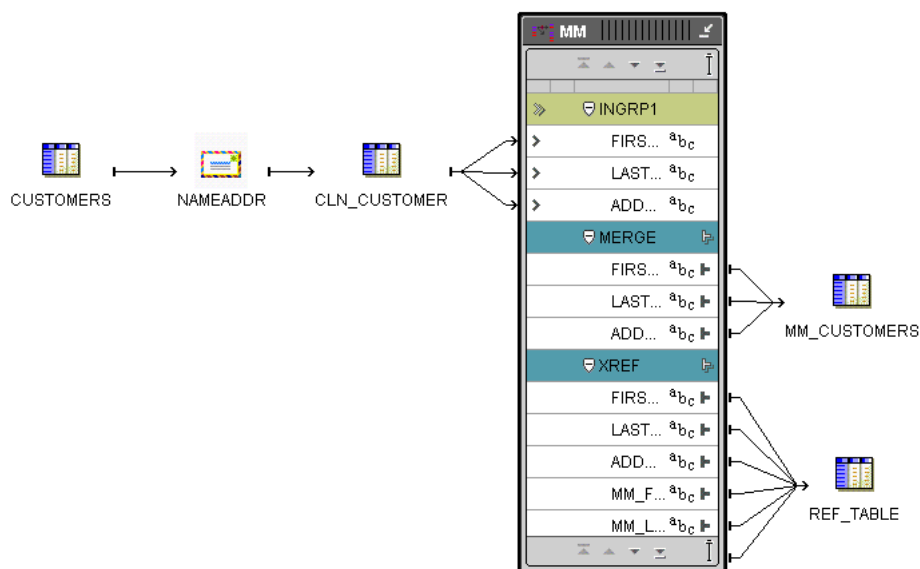 MM
INGRP1
FIRS... abc
LAST... abc
ADD... abc
CUSTOMERS
NAMEADDR
CLN_CUSTOMER
MERGE
FIRS... abc
LAST... abc
ADD... abc
MM_CUSTOMERS
XREF
FIRS... abc
LAST... abc
ADD... abc
MM_F... abc
MM_L... abc
REF_TABLE